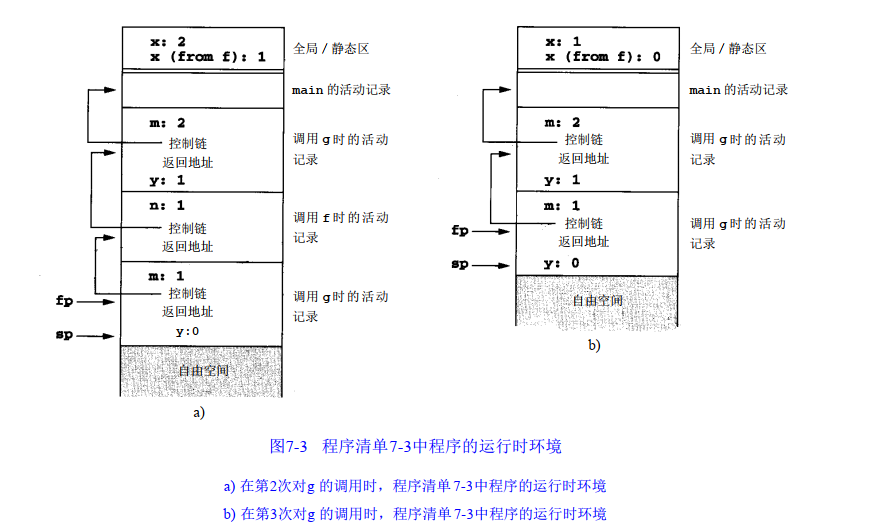 x: 2
x (from f): 1
全局/静态区
main 的活动记录
m: 2
控制链
返回地址
y: 1
调用 g 时的活动
记录
n: 1
控制链
返回地址
调用 f 时的活动
记录
m: 1
控制链
返回地址
y:0
调用 g 时的活动
记录
fp
sp
自由空间
a)
x: 1
x (from f): 0
全局/静态区
main 的活动记录
m: 2
控制链
返回地址
y: 1
调用 g 时的活动
记录
m: 1
控制链
返回地址
y: 0
调用 g 时的活动
记录
fp
sp
自由空间
b)
图7-3 程序清单7-3中程序的运行时环境
a) 在第2次对g 的调用时，程序清单7-3中程序的运行时环境
b) 在第3次对g 的调用时，程序清单7-3中程序的运行时环境